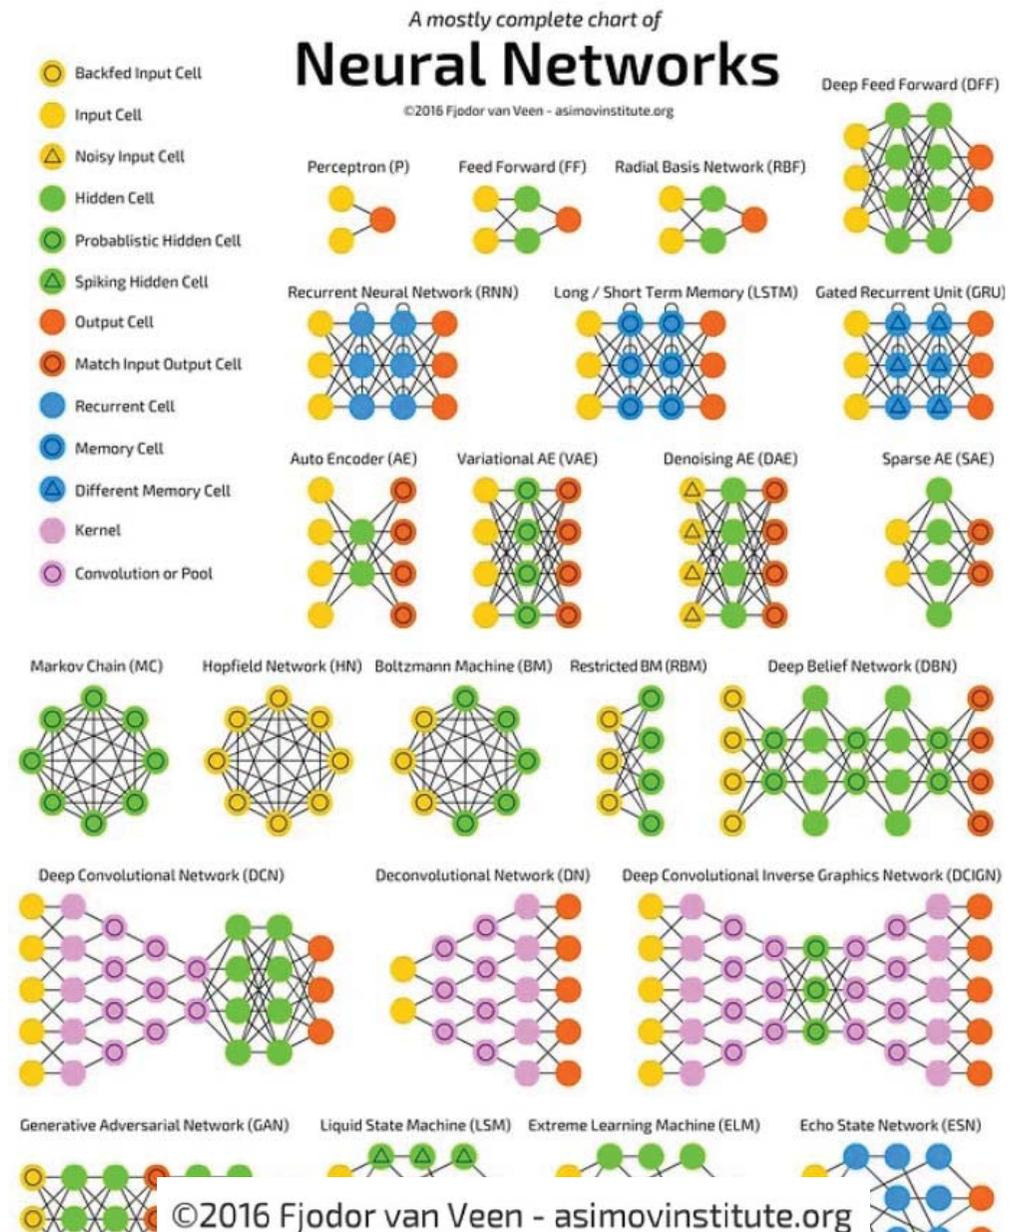 A mostly complete chart of
Neural Networks
©2016 Fjodor van Veen - asimovinstitute.org
Backfed Input Cell
Input Cell
Noisy Input Cell
Hidden Cell
Probablistic Hidden Cell
Spiking Hidden Cell
Output Cell
Match Input Output Cell
Recurrent Cell
Memory Cell
Different Memory Cell
Kernel
Convolution or Pool
Perceptron (P)
Feed Forward (FF)
Radial Basis Network (RBF)
Deep Feed Forward (DFF)
Recurrent Neural Network (RNN)
Long / Short Term Memory (LSTM)
Gated Recurrent Unit (GRU)
Auto Encoder (AE)
Variational AE (VAE)
Denoising AE (DAE)
Sparse AE (SAE)
Markov Chain (MC)
Hopfield Network (HN)
Boltzmann Machine (BM)
Restricted BM (RBM)
Deep Belief Network (DBN)
Deep Convolutional Network (DCN)
Deconvolutional Network (DN)
Deep Convolutional Inverse Graphics Network (DCIGN)
Generative Adversarial Network (GAN)
Liquid State Machine (LSM)
Extreme Learning Machine (ELM)
Echo State Network (ESN)
©2016 Fjodor van Veen - asimovinstitute.org